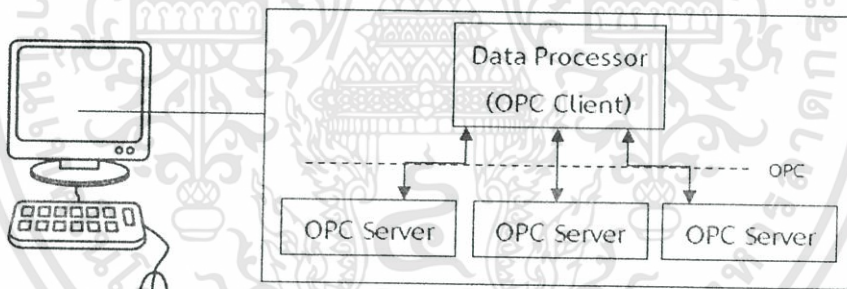 Data Processor
(OPC Client)
OPC
OPC Server
OPC Server
OPC Server